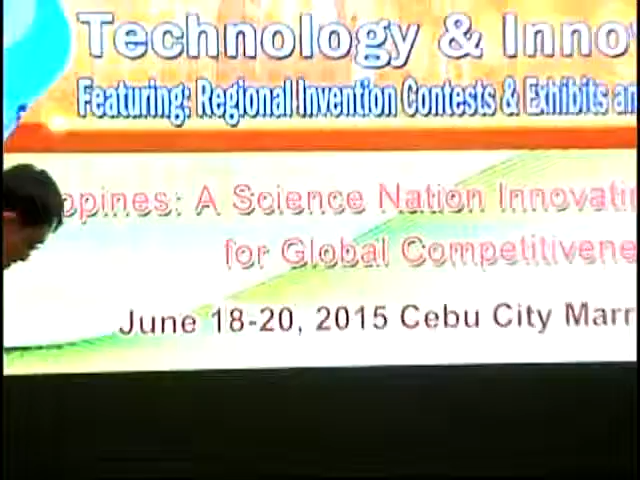 Technology & Inno
Featuring: Regional Invention Contests & Exhibits an
ppines: A Science Nation Innovati
for Global Competitivene
June 18-20, 2015 Cebu City Marr